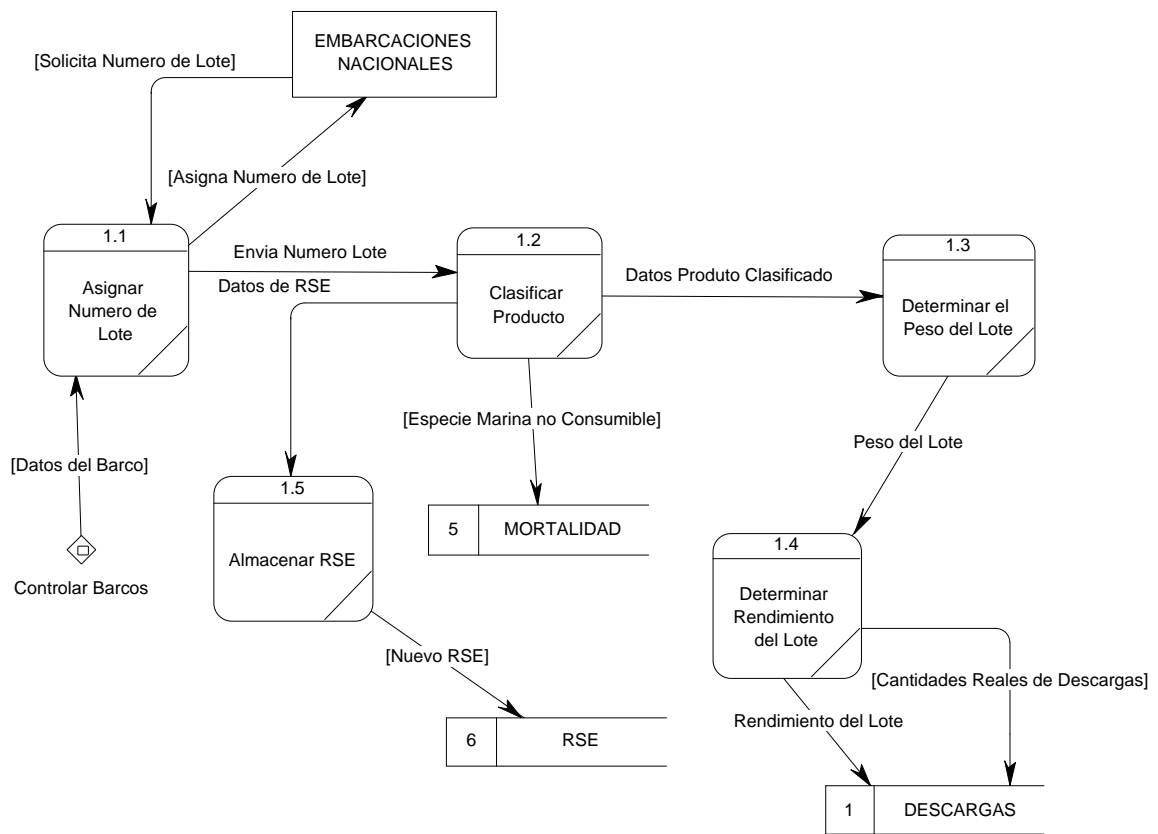 EMBARCACIONES
NACIONALES
[Solicita Numero de Lote]
[Asigna Numero de Lote]
1.1
Asignar
Numero de
Lote
Envia Numero Lote
Datos de RSE
1.2
Clasificar
Producto
Datos Produto Clasificado
1.3
Determinar el
Peso del Lote
[Especie Marina no Consumible]
Peso del Lote
[Datos del Barco]
Controlar Barcos
1.5
Almacenar RSE
5 MORTALIDAD
1.4
Determinar
Rendimiento
del Lote
[Nuevo RSE]
[Cantidades Reales de Descargas]
Rendimiento del Lote
6 RSE
1 DESCARGAS